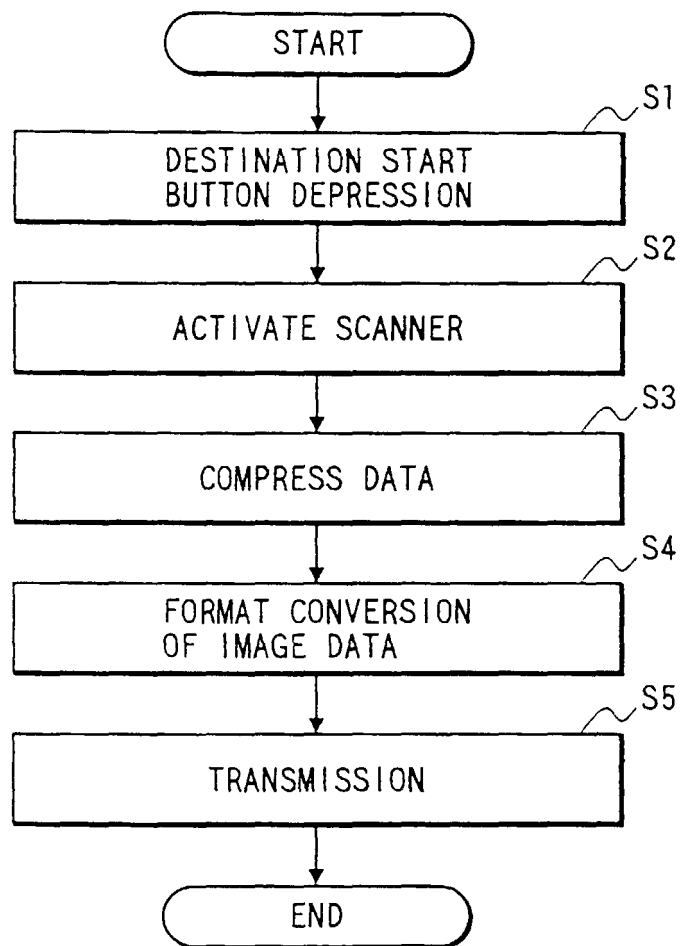 START
S1
DESTINATION START
BUTTON DEPRESSION
S2
ACTIVATE SCANNER
S3
COMPRESS DATA
S4
FORMAT CONVERSION
OF IMAGE DATA
S5
TRANSMISSION
END